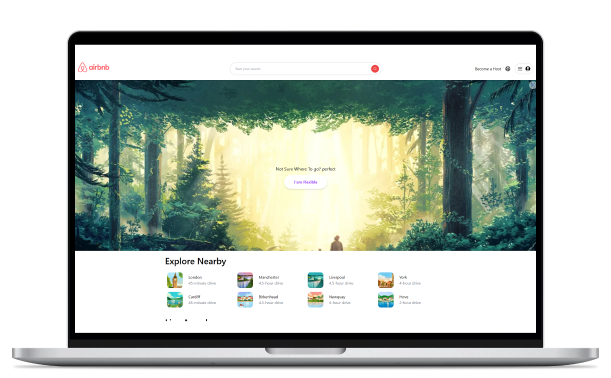 airbnb
Start your search
Become a Host
Not Sure Where To go? perfect
I am flexible
Explore Nearby
London
45-minute drive
Manchester
4.5-hour drive
Liverpool
4.5-hour drive
York
4-hour drive
Cardiff
45-minute drive
Birkenhead
4.5-hour drive
Newquay
6-hour drive
Hove
2-hour drive